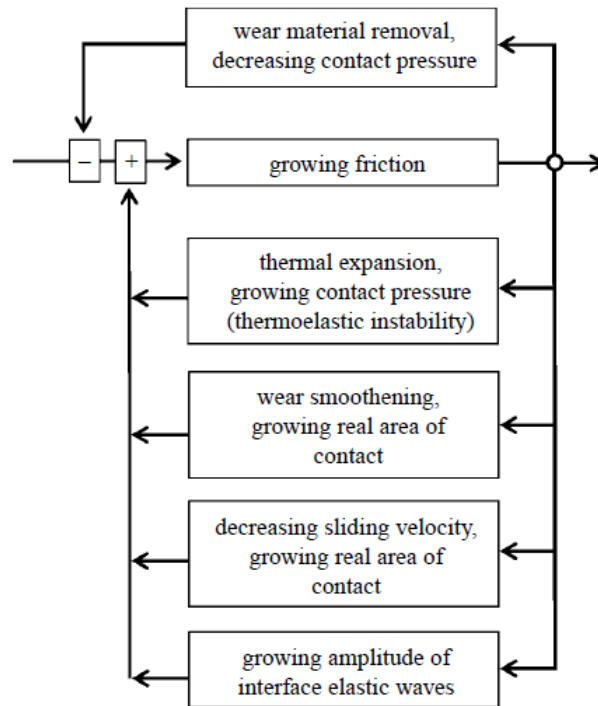 wear material removal,
decreasing contact pressure
− +
growing friction
thermal expansion,
growing contact pressure
(thermoelastic instability)
wear smoothening,
growing real area of
contact
decreasing sliding velocity,
growing real area of
contact
growing amplitude of
interface elastic waves